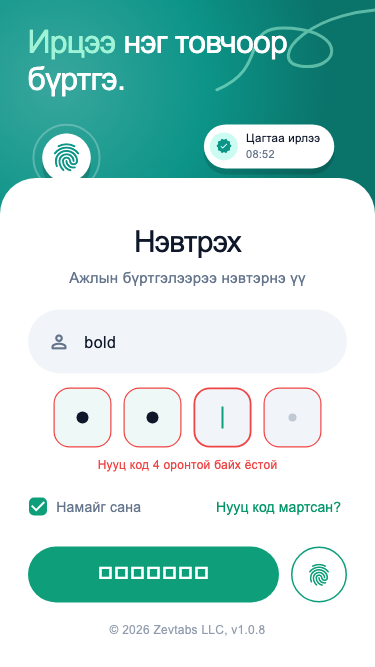 Ирцээ нэг товчоор
бүртгэ.
Цагтаа ирлээ
08:52
Нэвтрэх
Ажлын бүртгэлээрээ нэвтэрнэ үү
bold
Нууц код 4 оронтой байх ёстой
Намайг сана
Нууц код мартсан?
© 2026 Zevtabs LLC, v1.0.8